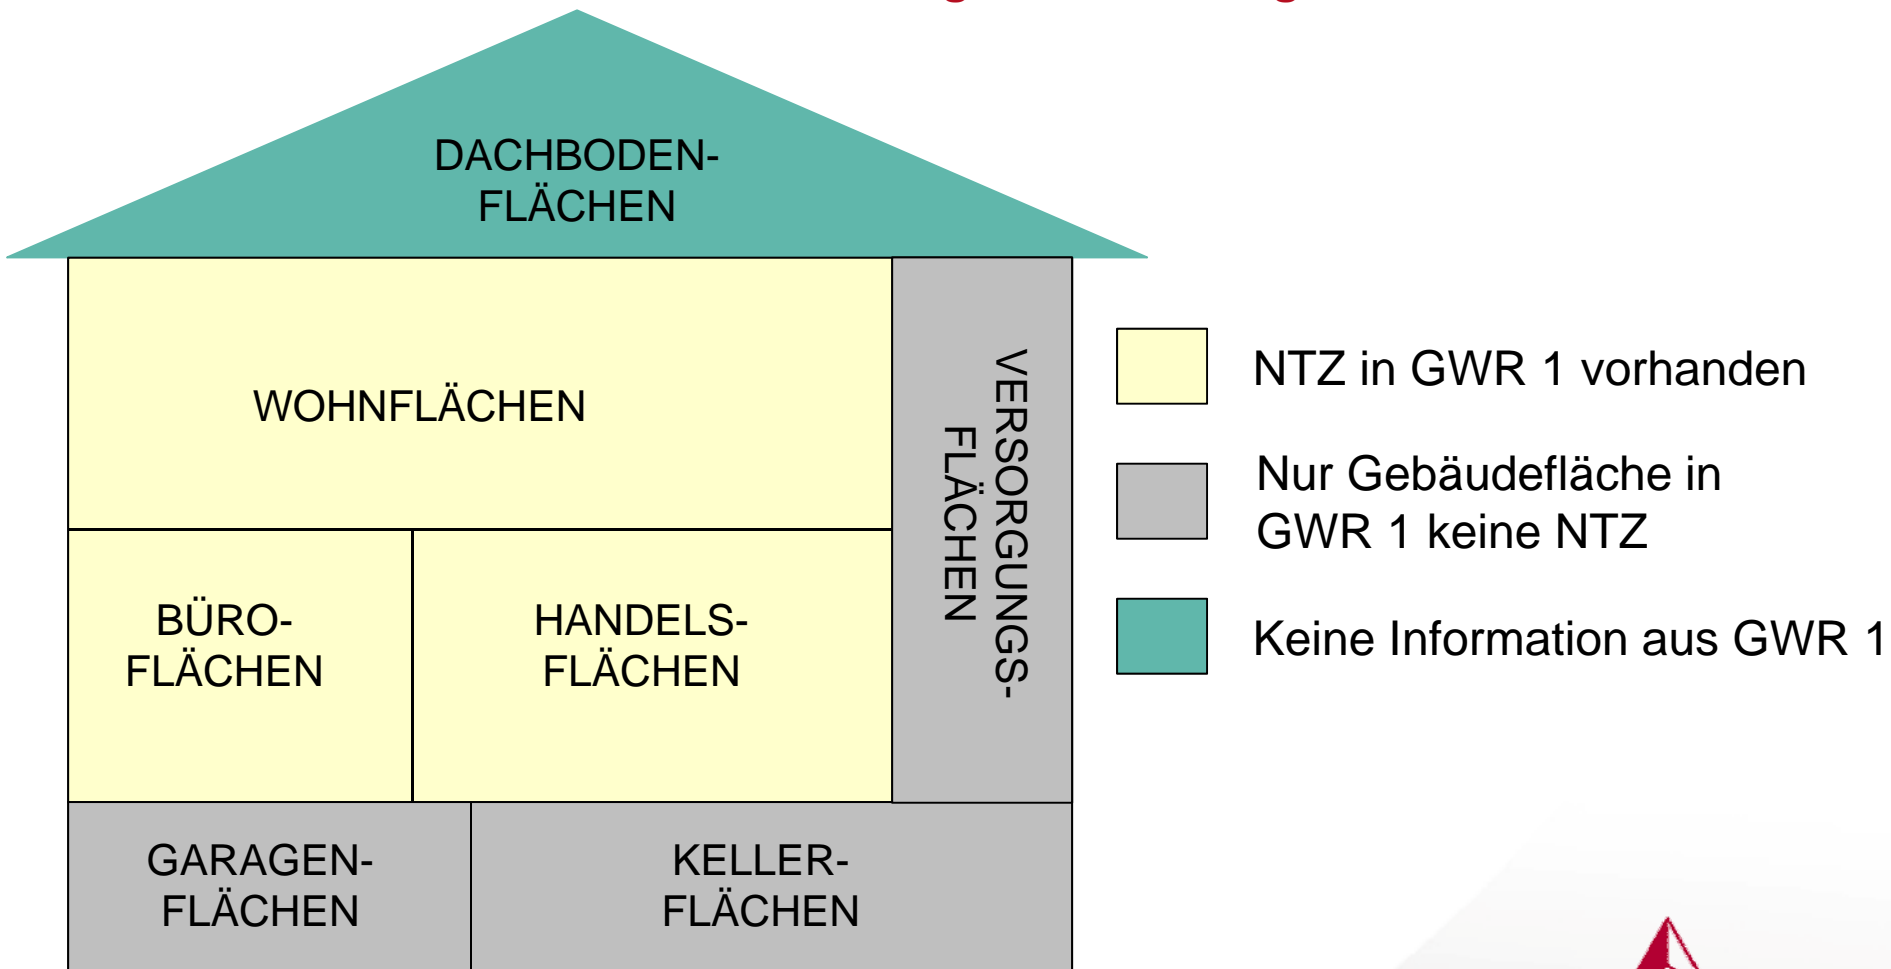 DACHBODEN-
FLÄCHEN
WOHNFLÄCHEN
VERSORGUNGS-
FLÄCHEN
BÜRO-
FLÄCHEN
HANDELS-
FLÄCHEN
GARAGEN-
FLÄCHEN
KELLER-
FLÄCHEN
NTZ in GWR 1 vorhanden
Nur Gebäudefläche in
GWR 1 keine NTZ
Keine Information aus GWR 1